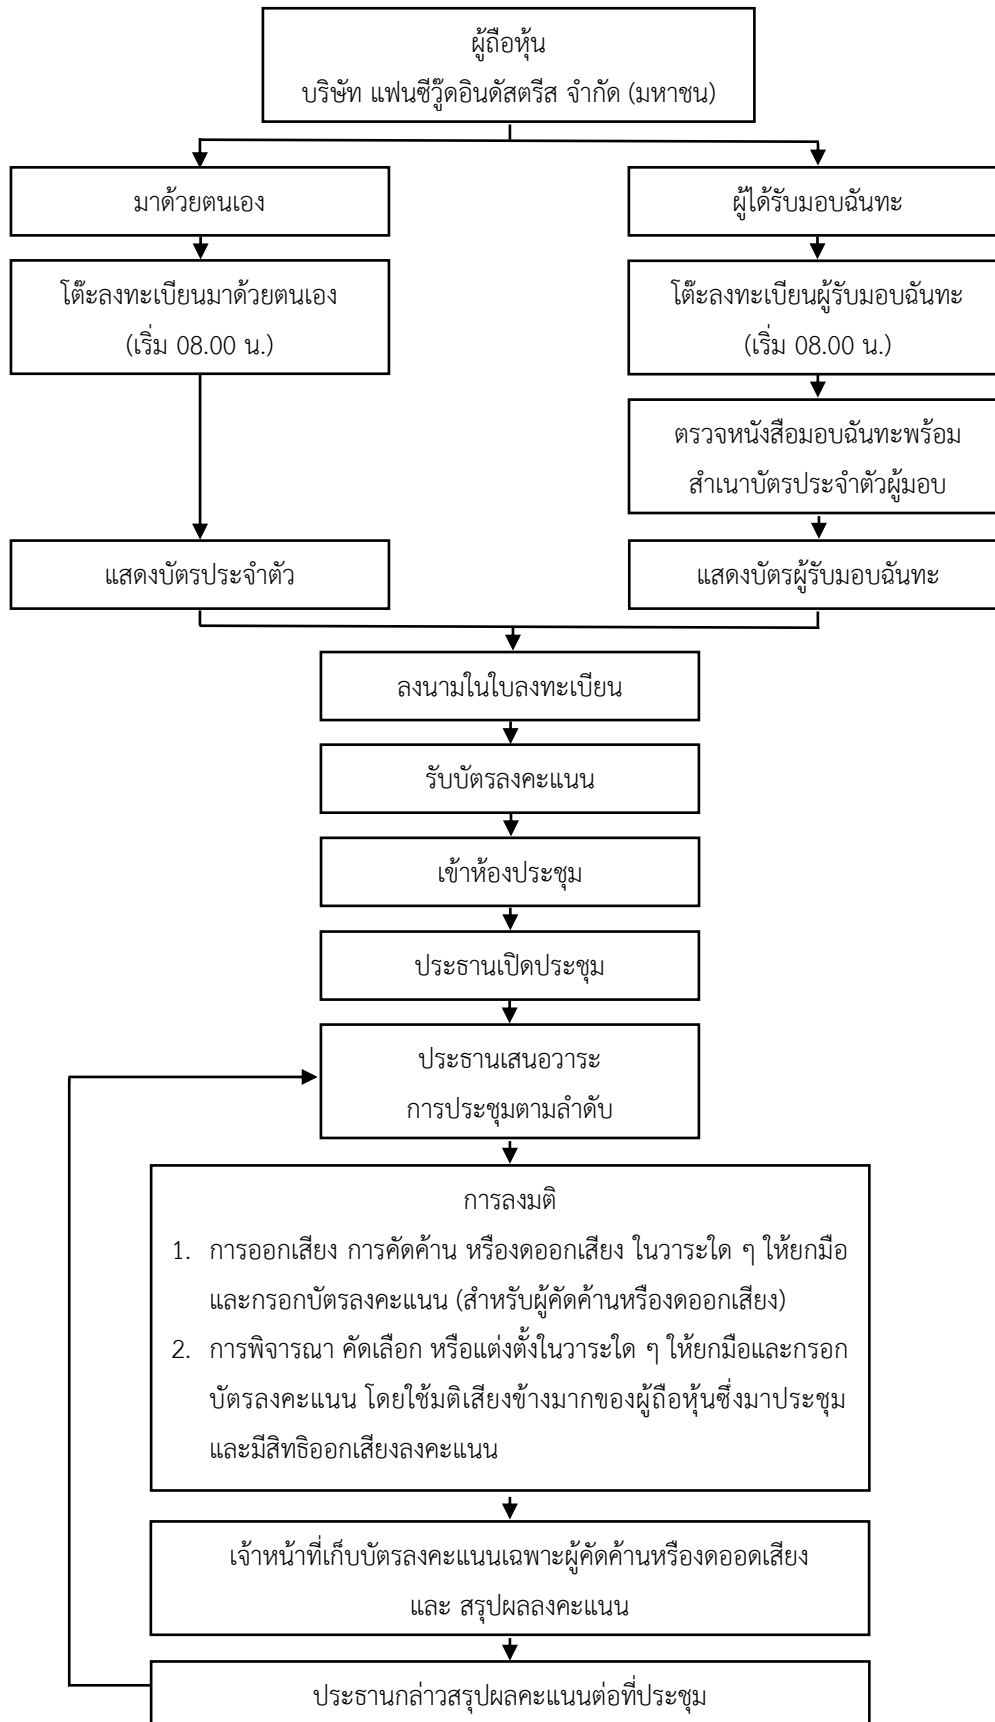 ผู้ถือหุ้น
บริษัท แฟนซีวู๊ดอินดัสตรีส จำกัด (มหาชน)
มาด้วยตนเอง
ผู้ได้รับมอบฉันทะ
โต๊ะลงทะเบียนมาด้วยตนเอง
(เริ่ม 08.00 น.)
โต๊ะลงทะเบียนผู้รับมอบฉันทะ
(เริ่ม 08.00 น.)
ตรวจหนังสือมอบฉันทะพร้อม
สำเนาบัตรประจำตัวผู้มอบ
แสดงบัตรประจำตัว
แสดงบัตรผู้รับมอบฉันทะ
ลงนามในใบลงทะเบียน
รับบัตรลงคะแนน
เข้าห้องประชุม
ประธานเปิดประชุม
ประธานเสนอวาระ
การประชุมตามลำดับ
การลงมติ
1. การออกเสียง การคัดค้าน หรืองดออกเสียง ในวาระใด ๆ ให้ยกมือ
และกรอกบัตรลงคะแนน (สำหรับผู้คัดค้านหรืองดออกเสียง)
2. การพิจารณา คัดเลือก หรือแต่งตั้งในวาระใด ๆ ให้ยกมือและกรอก
บัตรลงคะแนน โดยใช้มติเสียงข้างมากของผู้ถือหุ้นซึ่งมาประชุม
และมีสิทธิออกเสียงลงคะแนน
เจ้าหน้าที่เก็บบัตรลงคะแนนเฉพาะผู้คัดค้านหรืองดออดเสียง
และ สรุปผลลงคะแนน
ประธานกล่าวสรุปผลคะแนนต่อที่ประชุม